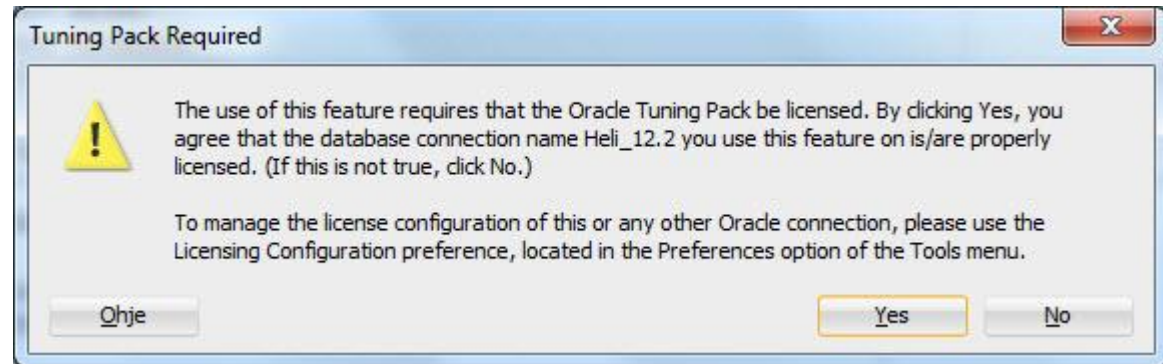 Tuning Pack Required
X
The use of this feature requires that the Oracle Tuning Pack be licensed. By clicking Yes, you
agree that the database connection name Heli_12.2 you use this feature on is/are properly
licensed. (If this is not true, click No.)
To manage the license configuration of this or any other Oracle connection, please use the
Licensing Configuration preference, located in the Preferences option of the Tools menu.
Ohje Yes No